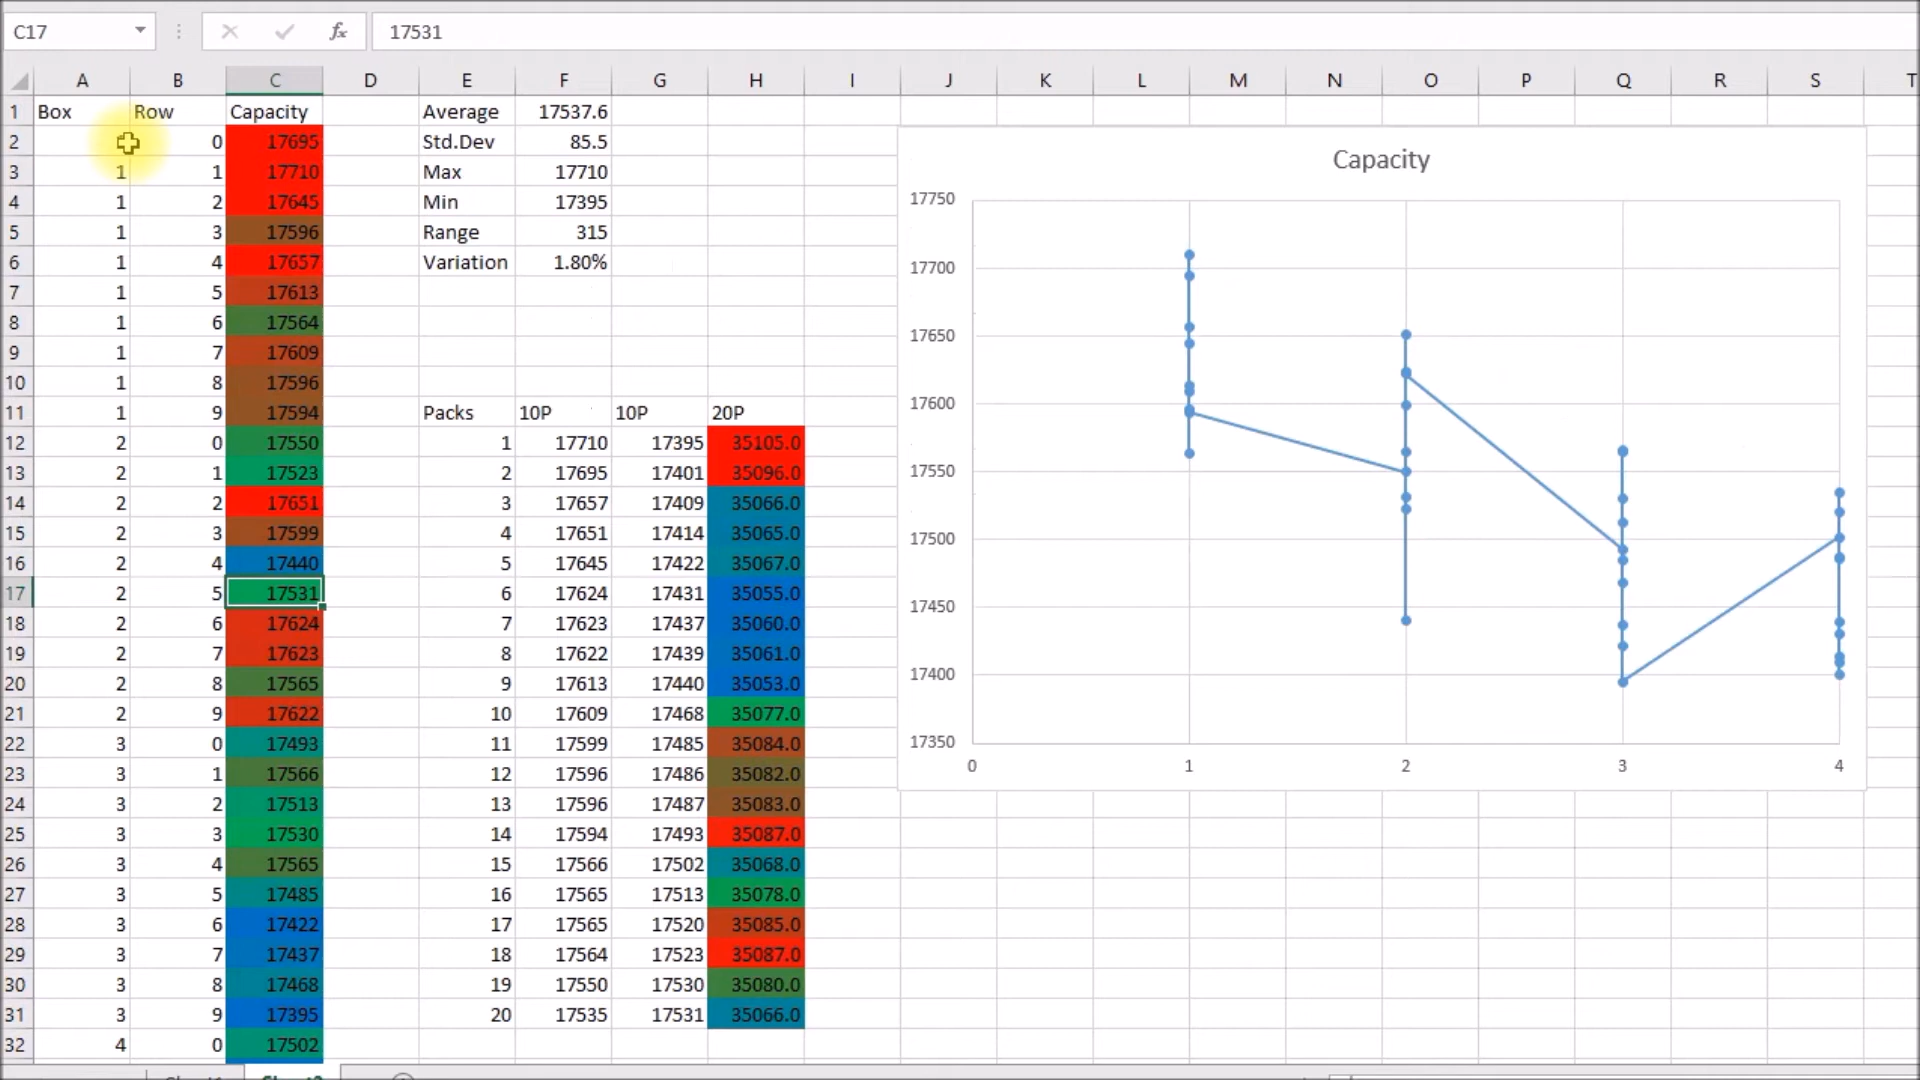 C17 fx 17531
A B C D E F G H I J K L M N O P Q R S T
1 Box Row Capacity Average 17537.6
2 0 17695 Std.Dev 85.5
3 1 1 17710 Max 17710
4 1 2 17645 Min 17395
5 1 3 17596 Range 315
6 1 4 17657 Variation 1.80%
7 1 5 17613
8 1 6 17564
9 1 7 17609
10 1 8 17596
11 1 9 17594 Packs 10P 10P 20P
12 2 0 17550 1 17710 17395 35105.0
13 2 1 17523 2 17695 17401 35096.0
14 2 2 17651 3 17657 17409 35066.0
15 2 3 17599 4 17651 17414 35065.0
16 2 4 17440 5 17645 17422 35067.0
17 2 5 17531 6 17624 17431 35055.0
18 2 6 17624 7 17623 17437 35060.0
19 2 7 17623 8 17622 17439 35061.0
20 2 8 17565 9 17613 17440 35053.0
21 2 9 17622 10 17609 17468 35077.0
22 3 0 17493 11 17599 17485 35084.0
23 3 1 17566 12 17596 17486 35082.0
24 3 2 17513 13 17596 17487 35083.0
25 3 3 17530 14 17594 17493 35087.0
26 3 4 17565 15 17566 17502 35068.0
27 3 5 17485 16 17565 17513 35078.0
28 3 6 17422 17 17565 17520 35085.0
29 3 7 17437 18 17564 17523 35087.0
30 3 8 17468 19 17550 17530 35080.0
31 3 9 17395 20 17535 17531 35066.0
32 4 0 17502
Capacity
17750
17700
17650
17600
17550
17500
17450
17400
17350
0 1 2 3 4